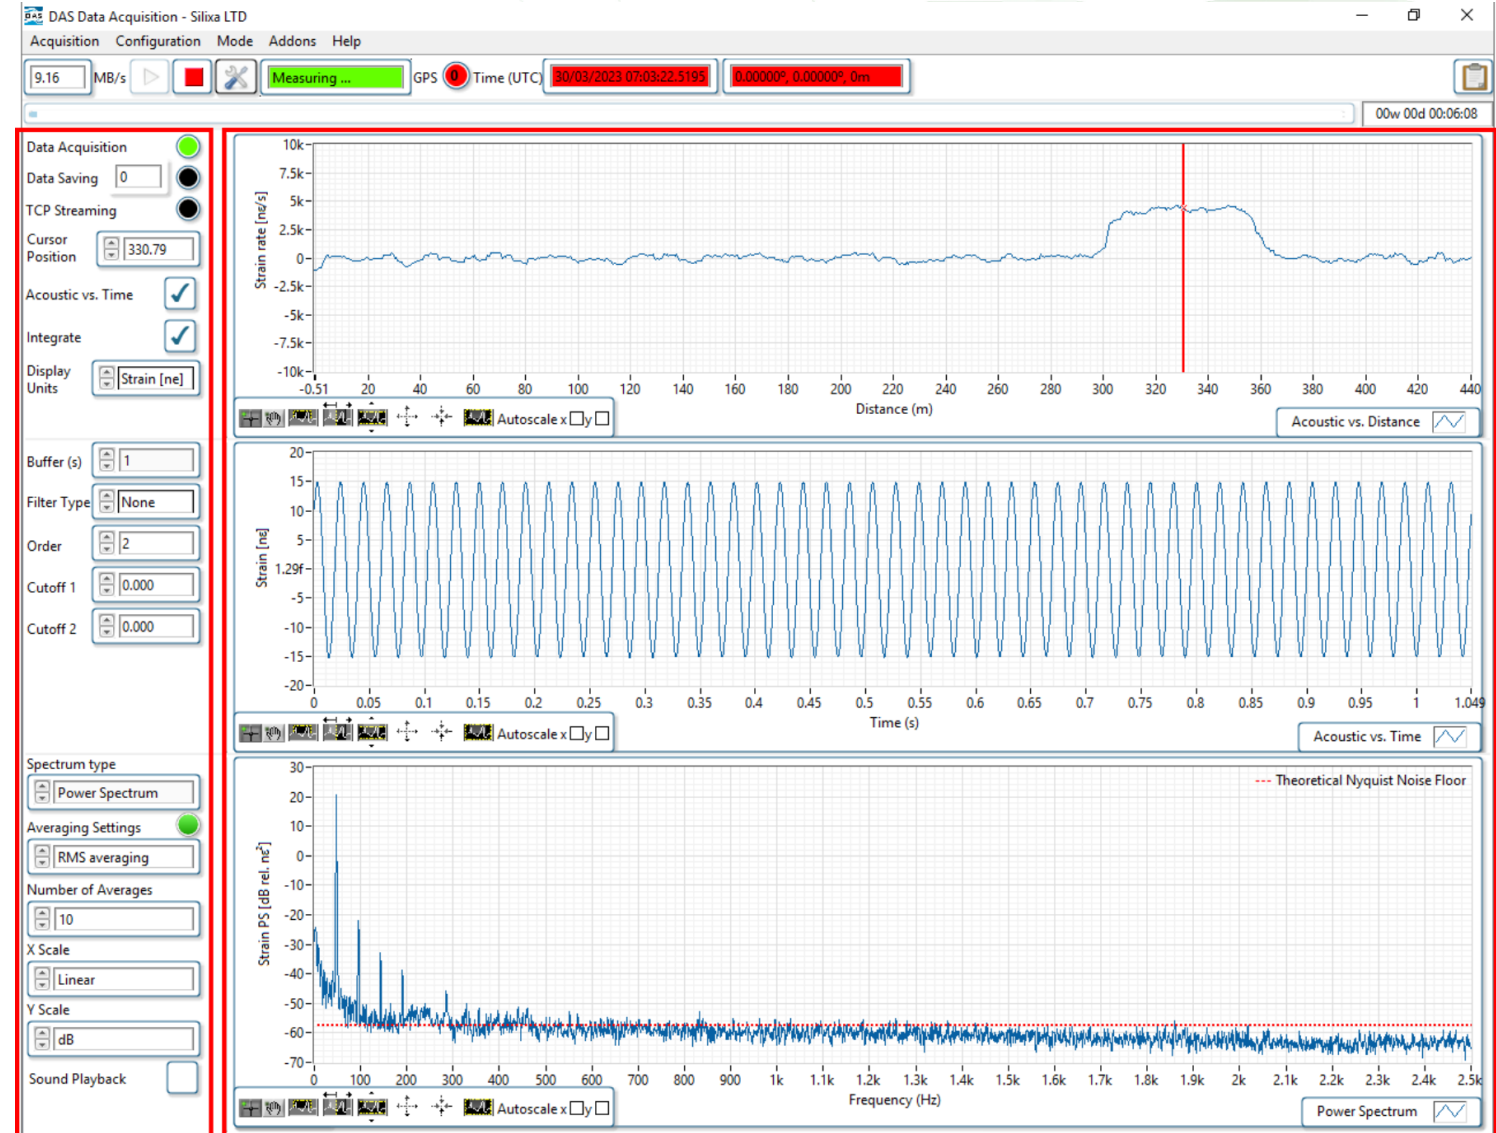 DAS Data Acquisition - Silixa LTD
Acquisition Configuration Mode Addons Help
9.16 MB/s Measuring ... GPS 0 Time (UTC) 30/03/2023 07:03:22.5195 0.00000º, 0.00000º, 0m
00w 00d 00:06:08
Data Acquisition
Data Saving 0
TCP Streaming
Cursor
Position 330.79
Acoustic vs. Time
Integrate
Display
Units Strain [ne]
Buffer (s) 1
Filter Type None
Order 2
Cutoff 1 0.000
Cutoff 2 0.000
Spectrum type
Power Spectrum
Averaging Settings
RMS averaging
Number of Averages
10
X Scale
Linear
Y Scale
dB
Sound Playback
Strain rate [nε/s]
10k
7.5k
5k
2.5k
0
-2.5k
-5k
-7.5k
-10k
-0.51 20 40 60 80 100 120 140 160 180 200 220 240 260 280 300 320 340 360 380 400 420 440
Distance (m)
Autoscale x y
Acoustic vs. Distance
Strain [nε]
20
15
10
5
1.29f
-5
-10
-15
-20
0 0.05 0.1 0.15 0.2 0.25 0.3 0.35 0.4 0.45 0.5 0.55 0.6 0.65 0.7 0.75 0.8 0.85 0.9 0.95 1 1.049
Time (s)
Autoscale x y
Acoustic vs. Time
Theoretical Nyquist Noise Floor
Strain PS [dB rel. nε²]
30
20
10
0
-10
-20
-30
-40
-50
-60
-70
0 100 200 300 400 500 600 700 800 900 1k 1.1k 1.2k 1.3k 1.4k 1.5k 1.6k 1.7k 1.8k 1.9k 2k 2.1k 2.2k 2.3k 2.4k 2.5k
Frequency (Hz)
Autoscale x y
Power Spectrum